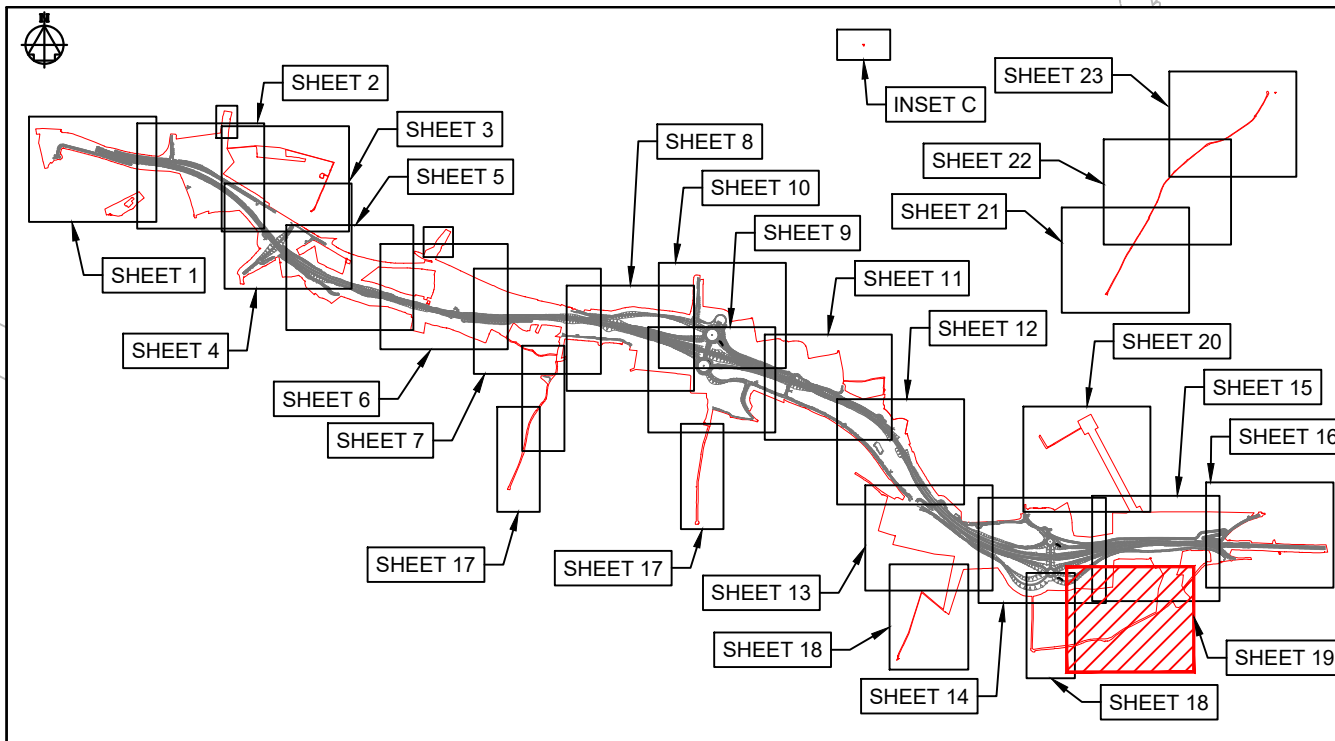 N
SHEET 2
SHEET 23
INSET C
SHEET 3
SHEET 8
SHEET 22
SHEET 5
SHEET 10
SHEET 21
SHEET 9
SHEET 1
SHEET 11
SHEET 12
SHEET 4
SHEET 20
SHEET 15
SHEET 6
SHEET 16
SHEET 7
SHEET 17
SHEET 17
SHEET 13
SHEET 18
SHEET 19
SHEET 14
SHEET 18